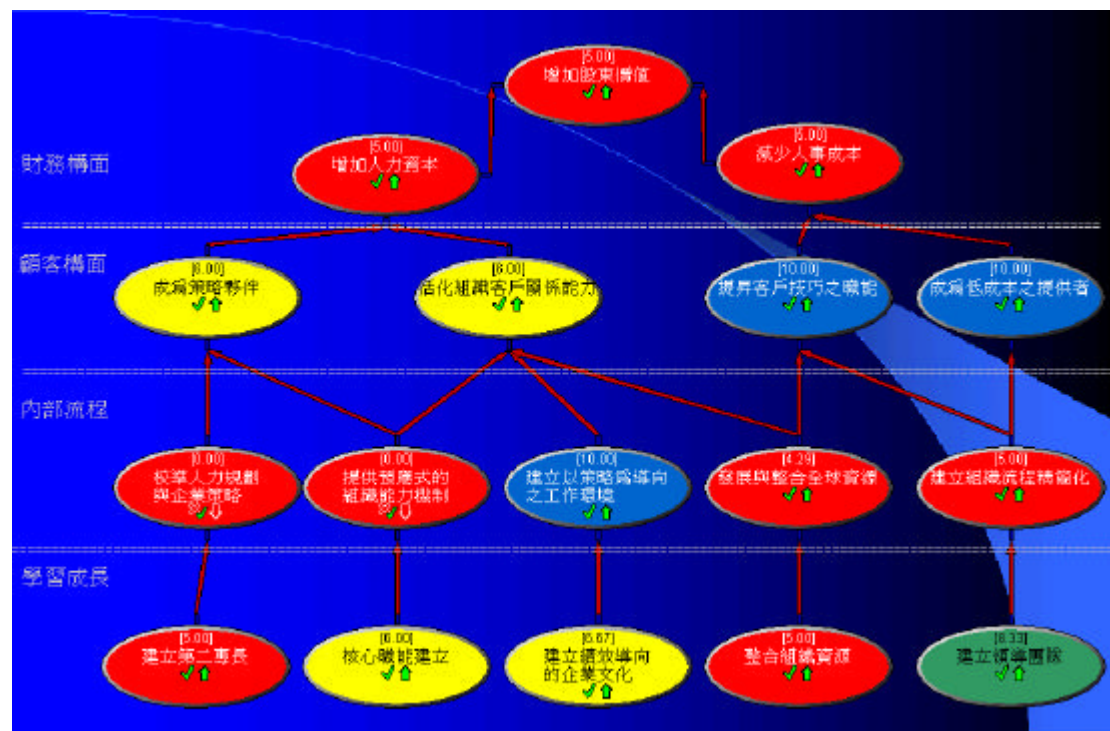 [5.00]
增加股東價值
財務構面
[5.00]
增加人力資本
[5.00]
減少人事成本
顧客構面
[6.00]
成為策略夥伴
[6.00]
活化組織客戶關係能力
[10.00]
提昇客戶技巧之職能
[10.00]
成為低成本之提供者
內部流程
[0.00]
校準人力規劃
與企業策略
[0.00]
提供預應式的
組織能力機制
[10.00]
建立以策略為導向
之工作環境
[4.29]
發展與整合全球資源
[5.00]
建立組織流程精簡化
學習成長
[5.00]
建立第二專長
[6.00]
核心職能建立
[6.67]
建立績效導向
的企業文化
[5.00]
整合組織資源
[8.33]
建立領導團隊